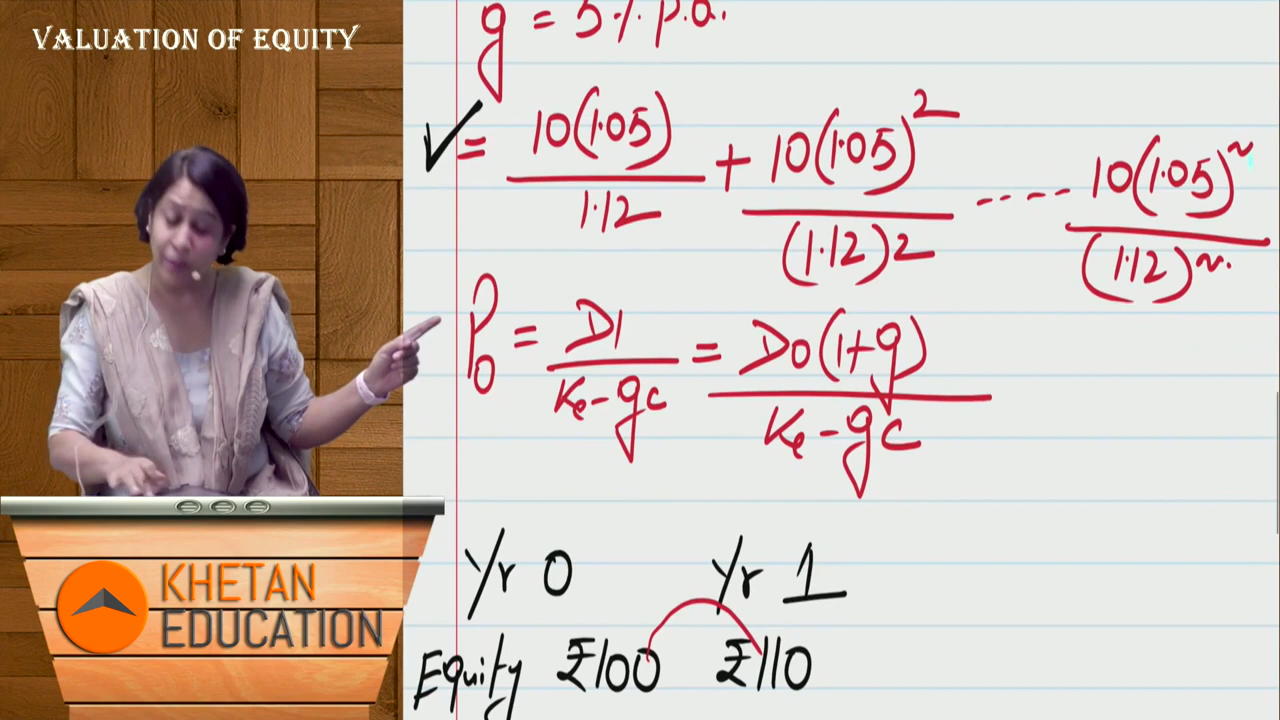 VALUATION OF EQUITY
g = 5% p.a.
✓ = 10(1.05)/1.12 + 10(1.05)^2/(1.12)2 ----- 10(1.05)^n/(1.12)^n.
P0 = D1/Ke-gc = D0(1+g)/Ke-gc
Yr 0 Yr 1
Equity ₹100 ₹110
KHETAN
EDUCATION